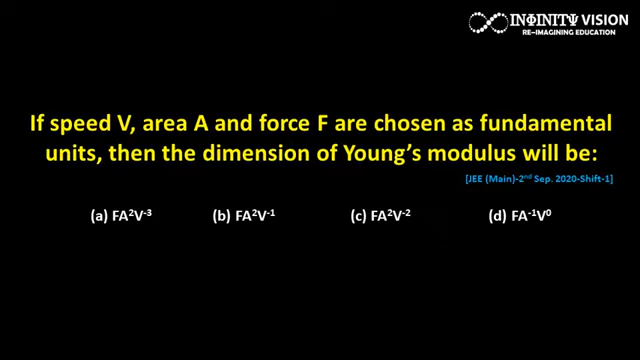 INFINITY VISION
RE-IMAGINING EDUCATION
If speed V, area A and force F are chosen as fundamental
units, then the dimension of Young's modulus will be:
[JEE (Main)-2ⁿᵈ Sep. 2020-Shift-1]
(a) FA²V⁻³ (b) FA²V⁻¹ (c) FA²V⁻² (d) FA⁻¹V⁰